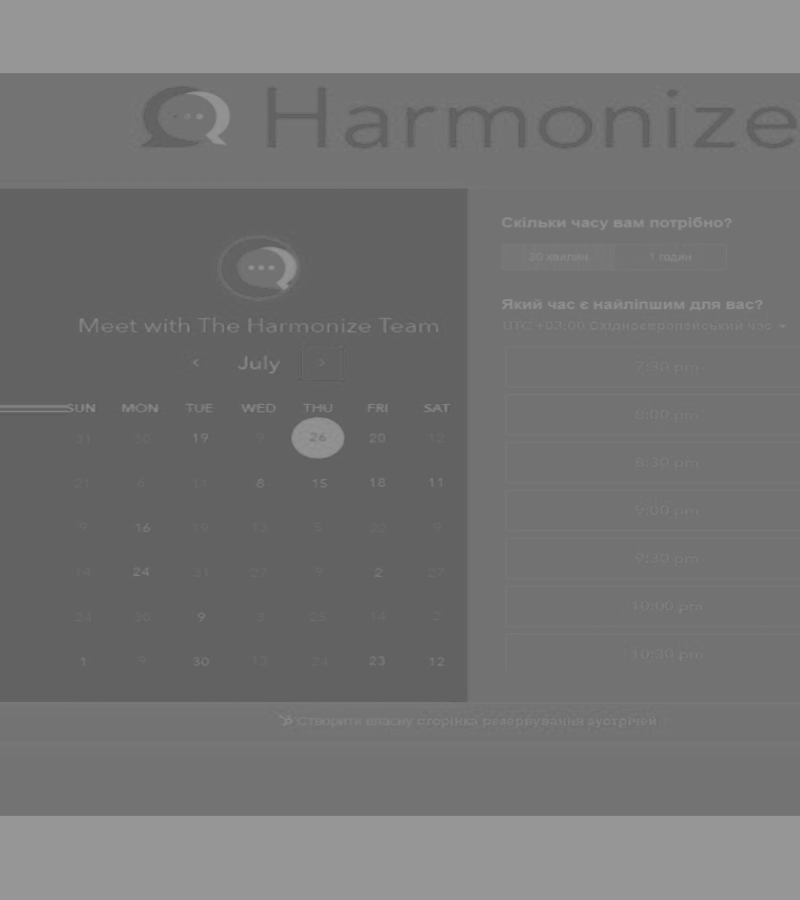 Harmonize
Meet with The Harmonize Team
July
SUN MON TUE WED THU FRI SAT
31 30 19 9 26 20 12
21 6 11 8 15 18 11
9 16 19 13 5 22 9
14 24 31 27 9 2 27
24 30 9 3 25 14 2
1 9 30 13 24 23 12
Скільки часу вам потрібно?
20 хвилин 1 годин
Який час є найліпшим для вас?
UTC +03:00 Східноєвропейський час
7:30 pm
8:00 pm
8:30 pm
9:00 pm
9:30 pm
10:00 pm
10:30 pm
Створити власну сторінка резервування зустрічей